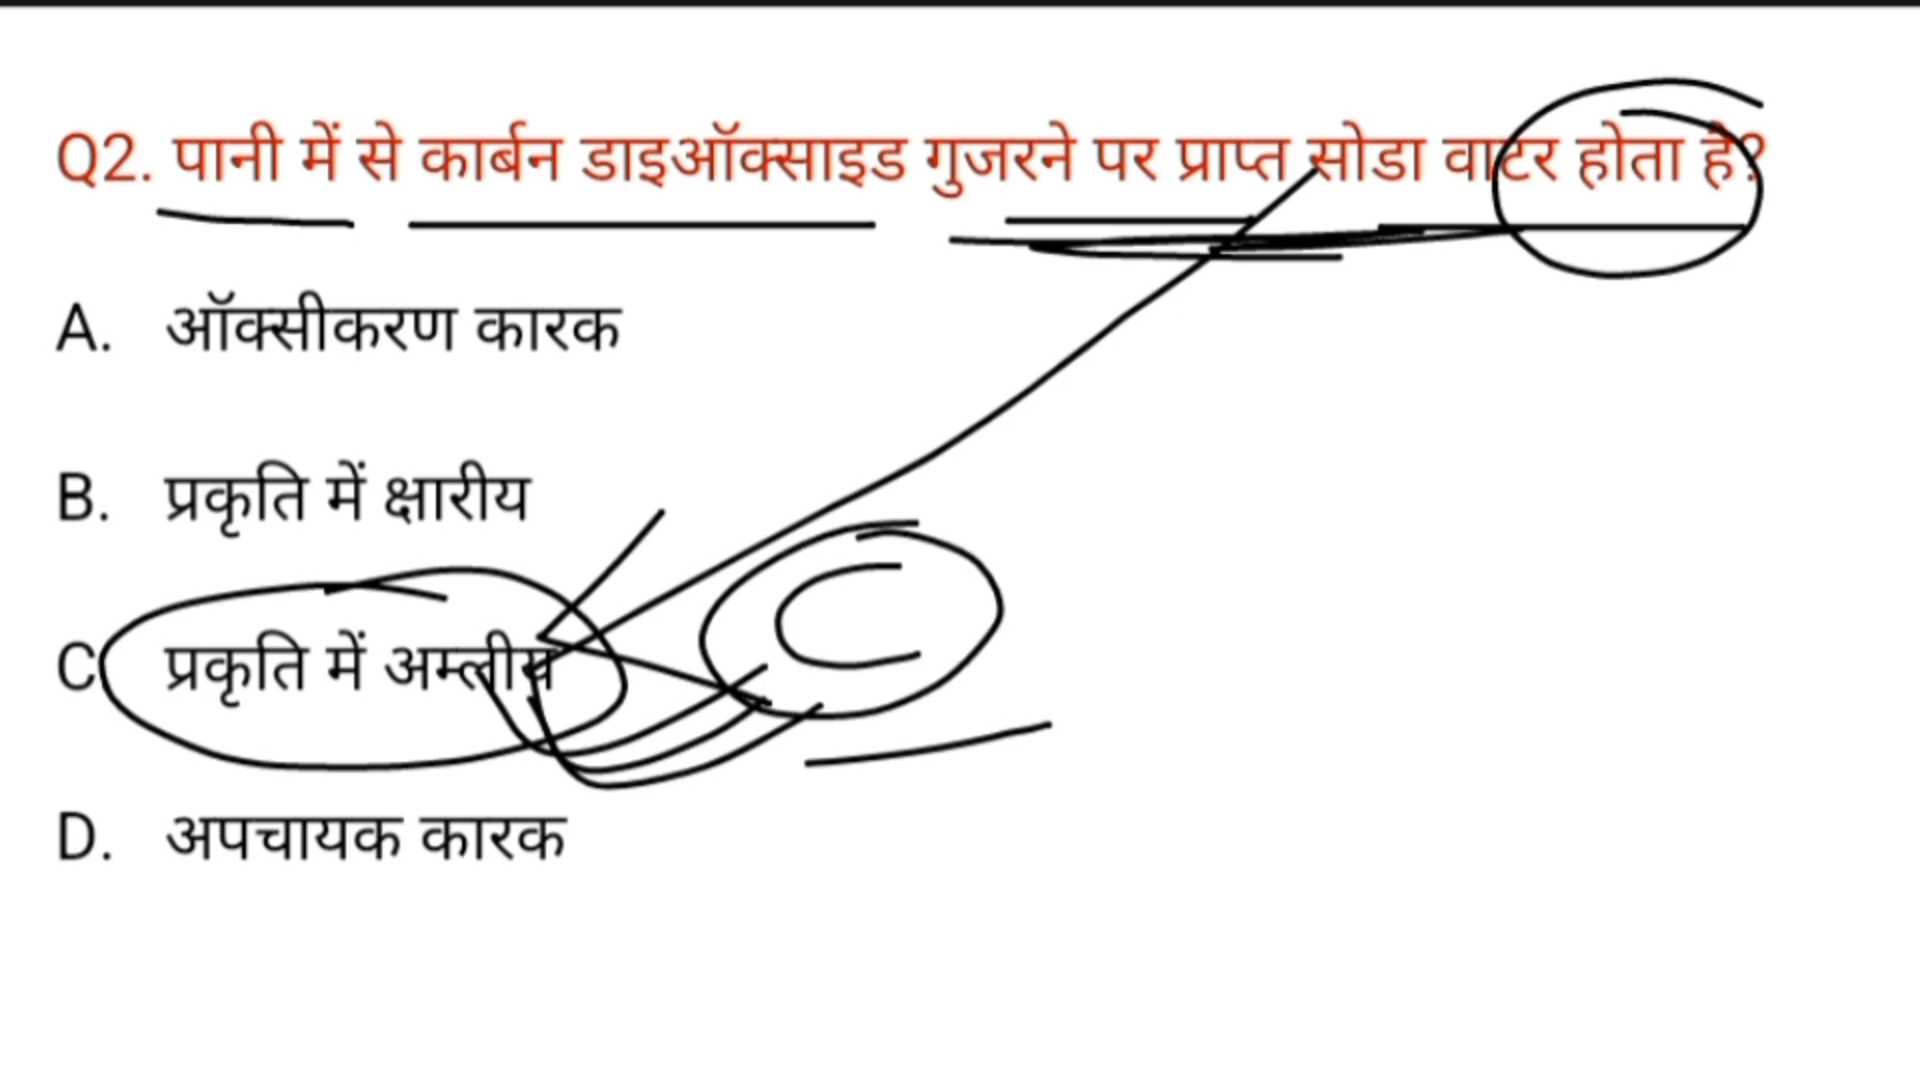 Q2. पानी में से कार्बन डाइऑक्साइड गुजरने पर प्राप्त सोडा वाटर होता है?
A. ऑक्सीकरण कारक
B. प्रकृति में क्षारीय
C प्रकृति में अम्लीय
C
D. अपचायक कारक